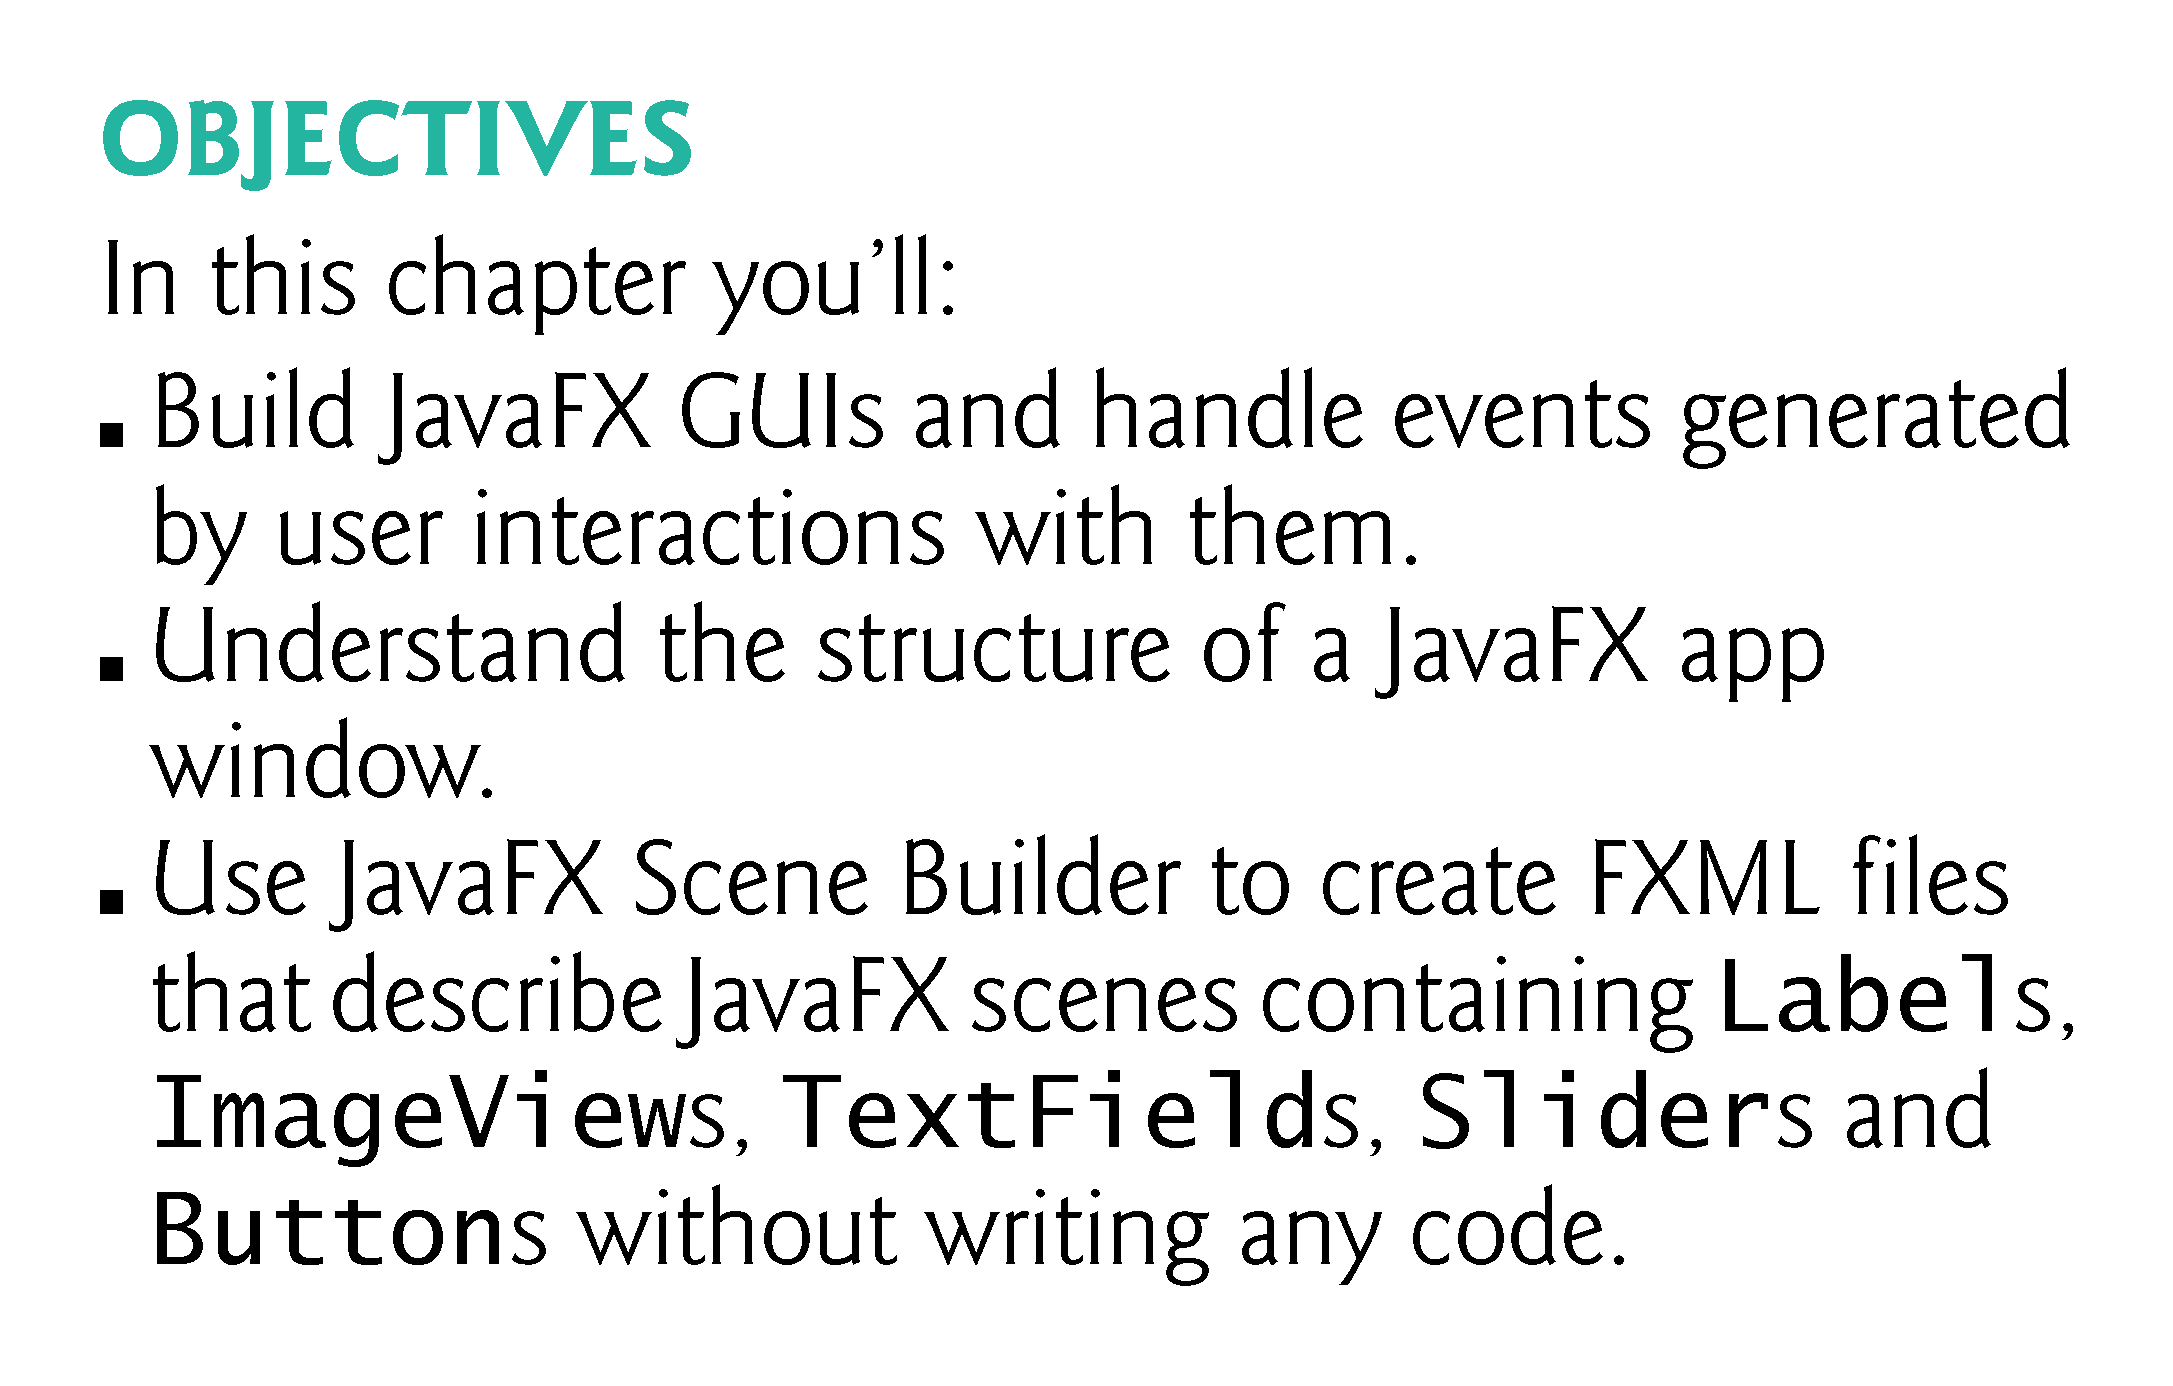 OBJECTIVES
In this chapter you’ll:
▪ Build JavaFX GUIs and handle events generated
by user interactions with them.
▪ Understand the structure of a JavaFX app
window.
▪ Use JavaFX Scene Builder to create FXML files
that describe JavaFX scenes containing Labels,
ImageViews, TextFields, Sliders and
Buttons without writing any code.